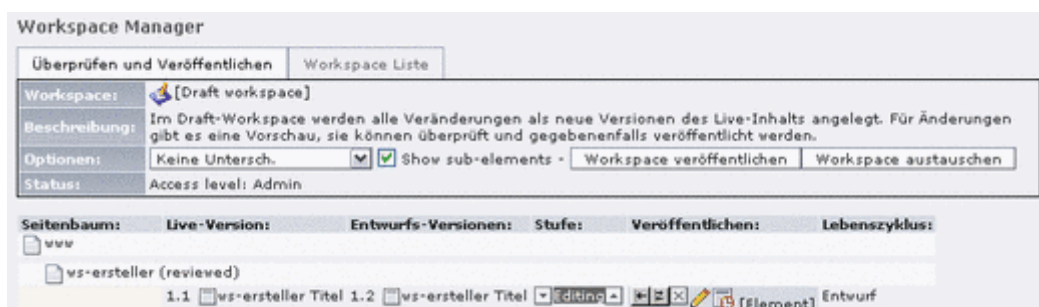 Workspace Manager
Überprüfen und Veröffentlichen Workspace Liste
Workspace: [Draft workspace]
Beschreibung: Im Draft-Workspace werden alle Veränderungen als neue Versionen des Live-Inhalts angelegt. Für Änderungen
gibt es eine Vorschau, sie können überprüft und gegebenenfalls veröffentlicht werden.
Optionen: Keine Untersch. Show sub-elements - Workspace veröffentlichen Workspace austauschen
Status: Access level: Admin
Seitenbaum: Live-Version: Entwurfs-Versionen: Stufe: Veröffentlichen: Lebenszyklus:
www
ws-ersteller (reviewed)
1.1 ws-ersteller Titel 1.2 ws-ersteller Titel Editing [Element] Entwurf